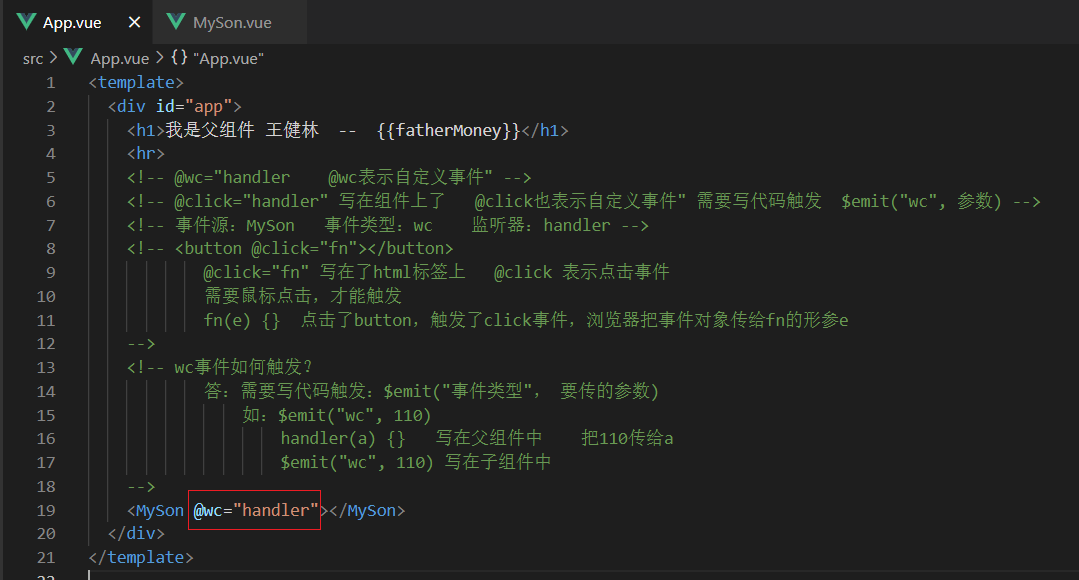 App.vue × MySon.vue
src > App.vue > {} "App.vue"
1 <template>
2 <div id="app">
3 <h1>我是父组件 王健林 -- {{fatherMoney}}</h1>
4 <hr>
5 <!-- @wc="handler @wc表示自定义事件" -->
6 <!-- @click="handler" 写在组件上了 @click也表示自定义事件" 需要写代码触发 $emit("wc", 参数) -->
7 <!-- 事件源：MySon 事件类型：wc 监听器：handler -->
8 <!-- <button @click="fn"></button>
9 @click="fn" 写在了html标签上 @click 表示点击事件
10 需要鼠标点击，才能触发
11 fn(e) {} 点击了button，触发了click事件，浏览器把事件对象传给fn的形参e
12 -->
13 <!-- wc事件如何触发？
14 答：需要写代码触发：$emit("事件类型", 要传的参数)
15 如：$emit("wc", 110)
16 handler(a) {} 写在父组件中 把110传给a
17 $emit("wc", 110) 写在子组件中
18 -->
19 <MySon @wc="handler"></MySon>
20 </div>
21 </template>
22